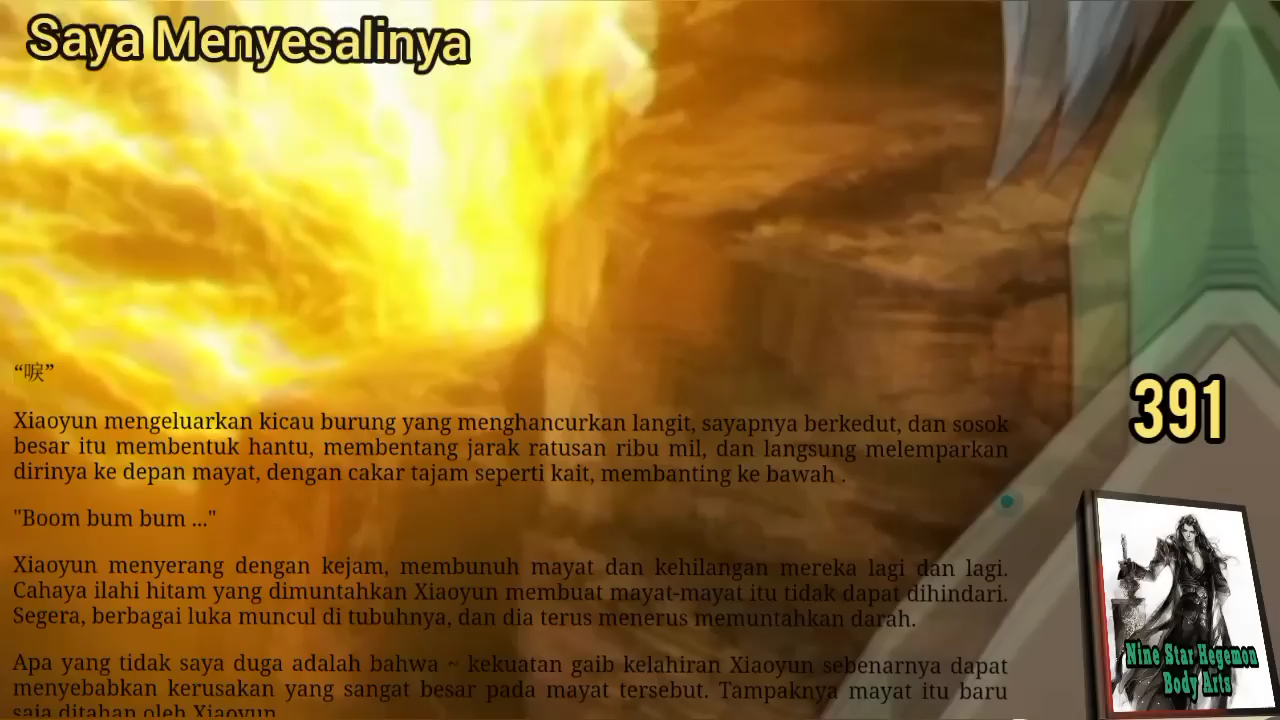 Saya Menyesalinya
“唳”
Xiaoyun mengeluarkan kicau burung yang menghancurkan langit, sayapnya berkedut, dan sosok
besar itu membentuk hantu, membentang jarak ratusan ribu mil, dan langsung melemparkan
dirinya ke depan mayat, dengan cakar tajam seperti kait, membanting ke bawah .
"Boom bum bum ..."
Xiaoyun menyerang dengan kejam, membunuh mayat dan kehilangan mereka lagi dan lagi.
Cahaya ilahi hitam yang dimuntahkan Xiaoyun membuat mayat-mayat itu tidak dapat dihindari.
Segera, berbagai luka muncul di tubuhnya, dan dia terus menerus memuntahkan darah.
Apa yang tidak saya duga adalah bahwa ~ kekuatan gaib kelahiran Xiaoyun sebenarnya dapat
menyebabkan kerusakan yang sangat besar pada mayat tersebut. Tampaknya mayat itu baru
saja ditahan oleh Xiaoyun
391
Nine Star Hegemon
Body Arts